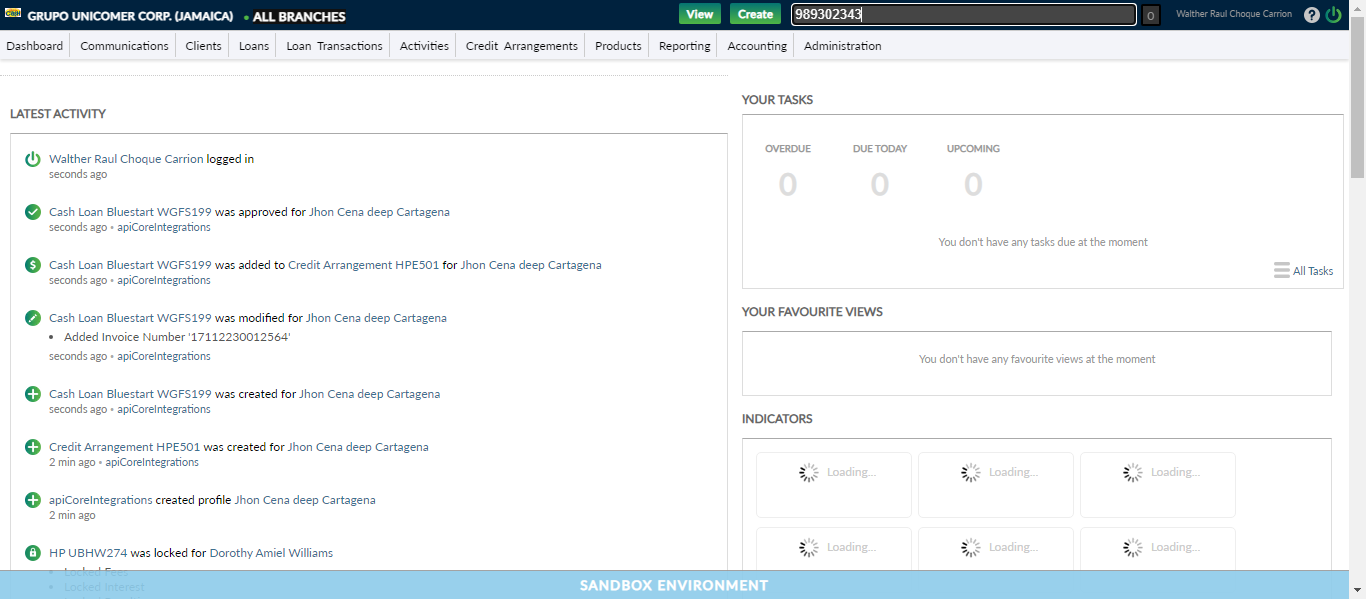 GRUPO UNICOMER CORP. (JAMAICA) • ALL BRANCHES View Create 989302343 0 Walther Raul Choque Carrion ?
Dashboard Communications Clients Loans Loan Transactions Activities Credit Arrangements Products Reporting Accounting Administration
LATEST ACTIVITY
Walther Raul Choque Carrion logged in
seconds ago
Cash Loan Bluestart WGFS199 was approved for Jhon Cena deep Cartagena
seconds ago • apiCoreIntegrations
Cash Loan Bluestart WGFS199 was added to Credit Arrangement HPE501 for Jhon Cena deep Cartagena
seconds ago • apiCoreIntegrations
Cash Loan Bluestart WGFS199 was modified for Jhon Cena deep Cartagena
• Added Invoice Number '17112230012564'
seconds ago • apiCoreIntegrations
Cash Loan Bluestart WGFS199 was created for Jhon Cena deep Cartagena
seconds ago • apiCoreIntegrations
Credit Arrangement HPE501 was created for Jhon Cena deep Cartagena
2 min ago • apiCoreIntegrations
apiCoreIntegrations created profile Jhon Cena deep Cartagena
2 min ago
HP UBHW274 was locked for Dorothy Amiel Williams
• Locked Fees
• Locked Interest
YOUR TASKS
OVERDUE DUE TODAY UPCOMING
0 0 0
You don't have any tasks due at the moment
All Tasks
YOUR FAVOURITE VIEWS
You don't have any favourite views at the moment
INDICATORS
Loading... Loading... Loading...
Loading... Loading... Loading...
SANDBOX ENVIRONMENT